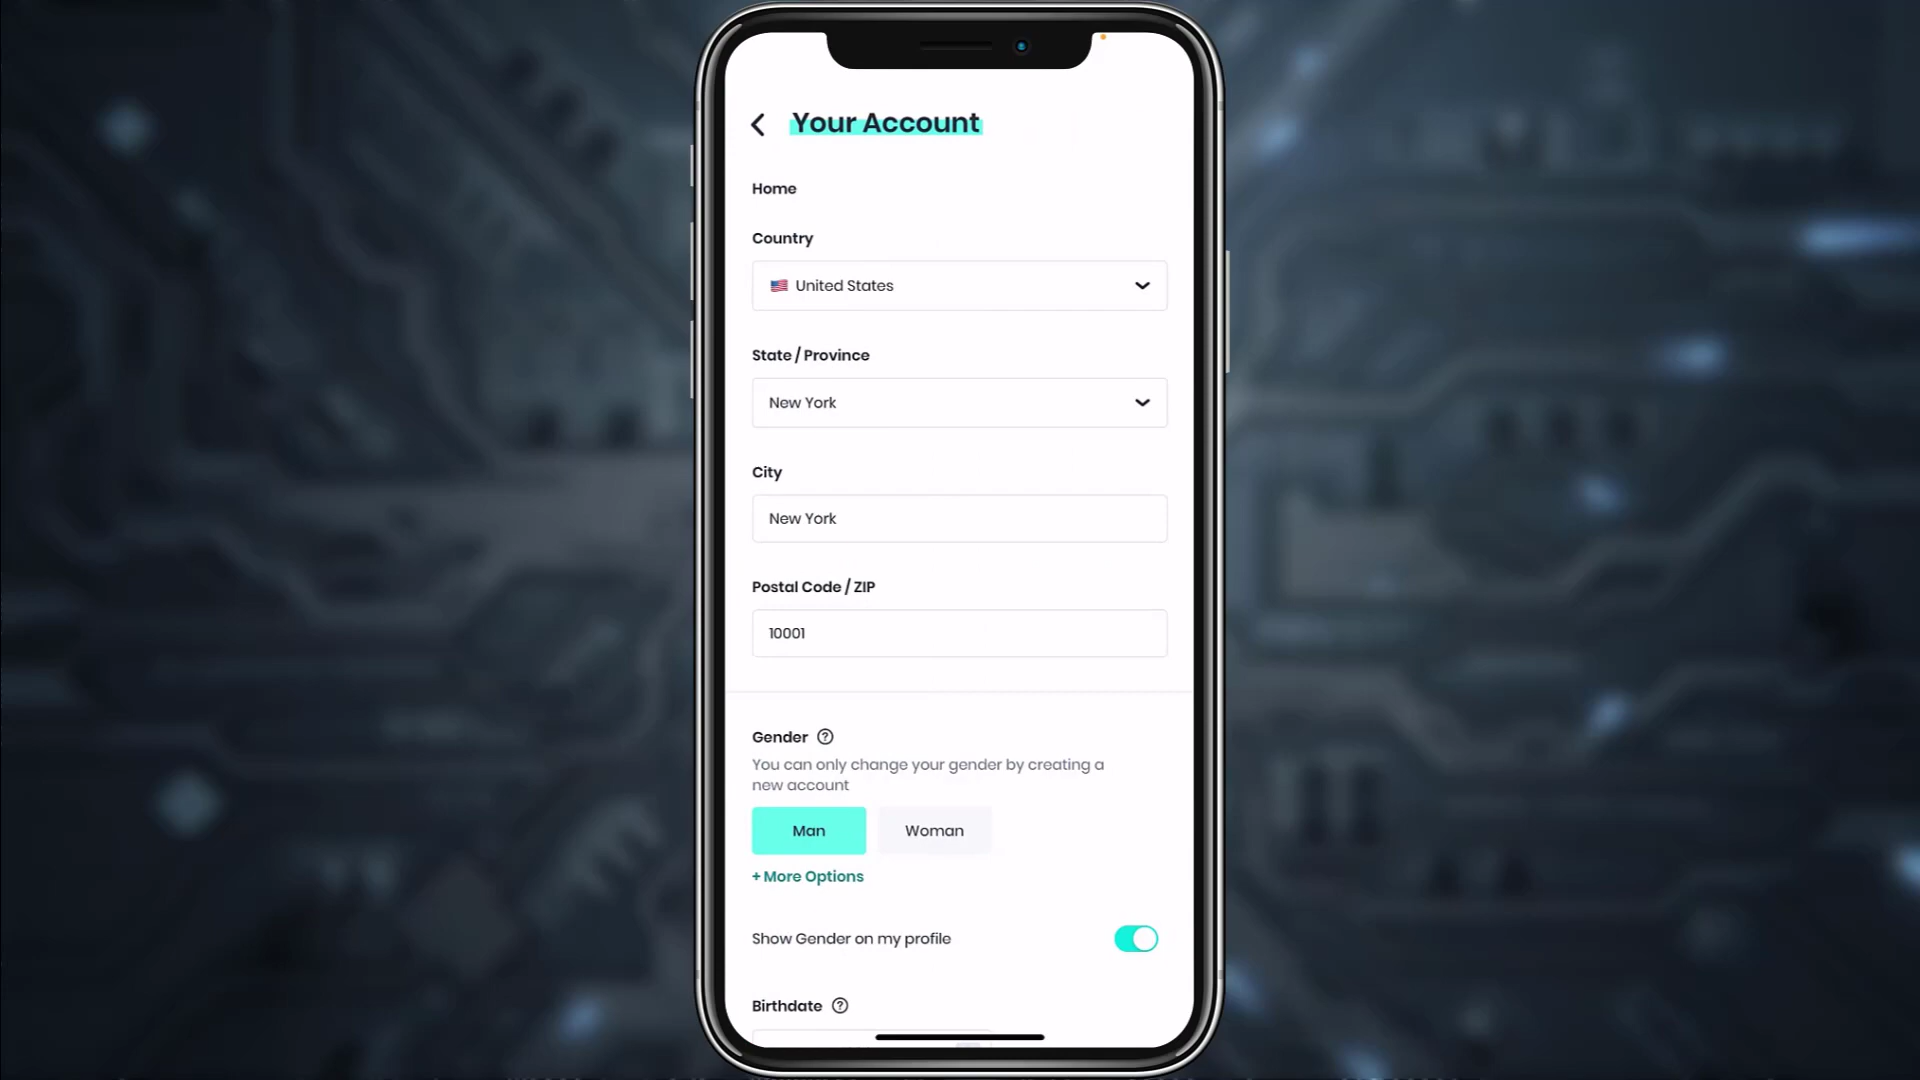 Your Account
Home
Country
United States
State / Province
New York
City
New York
Postal Code / ZIP
10001
Gender
You can only change your gender by creating a
new account
Man Woman
+ More Options
Show Gender on my profile
Birthdate